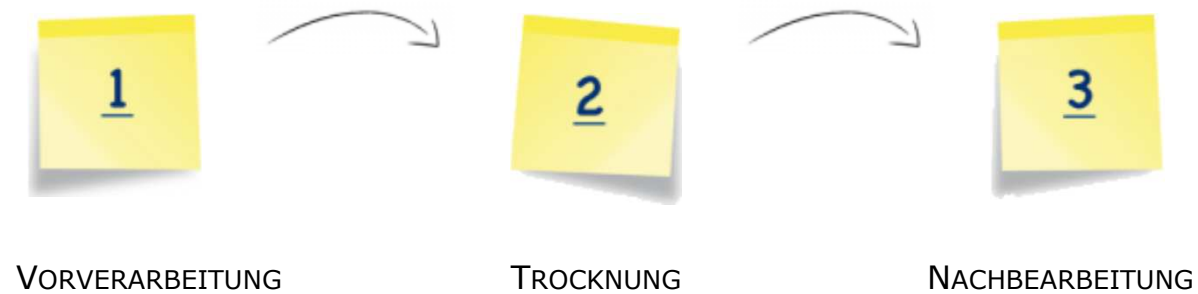 1 2 3
VORVERARBEITUNG TROCKNUNG NACHBEARBEITUNG